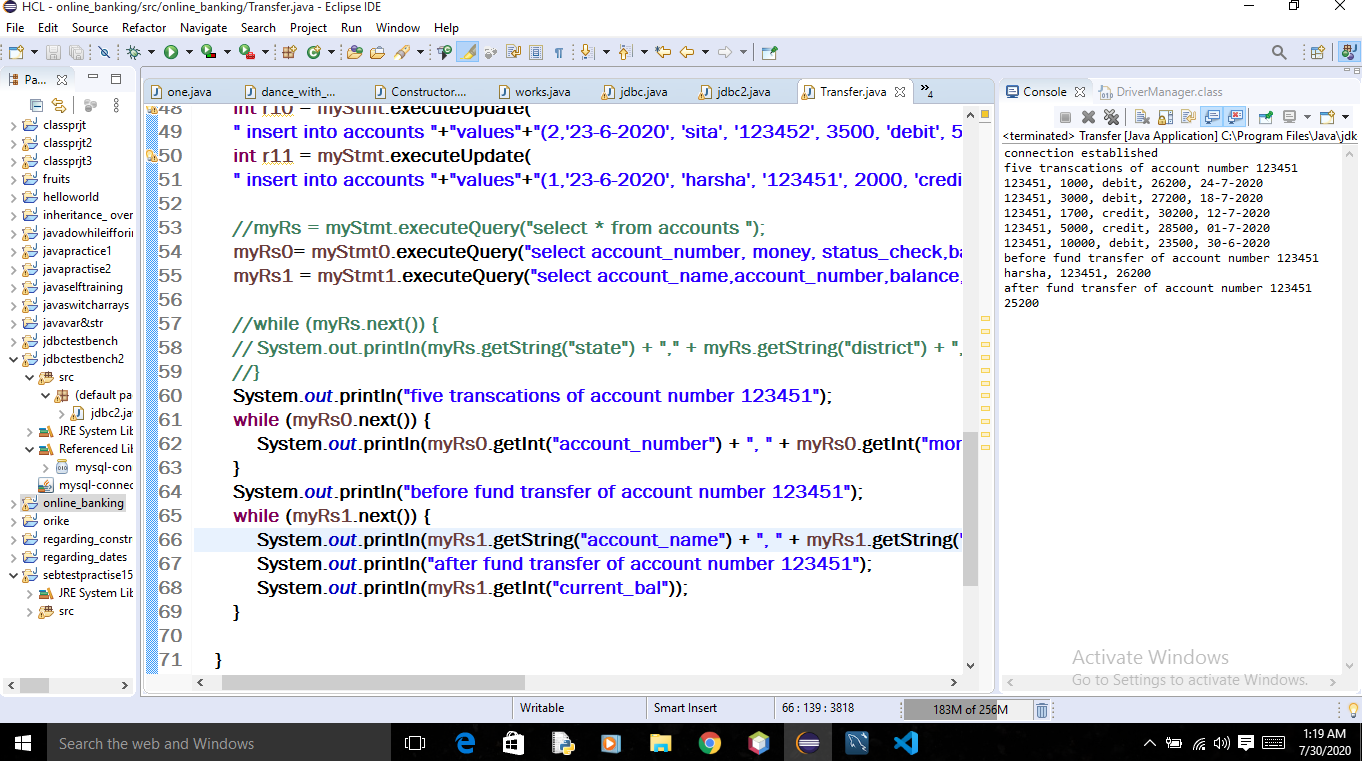 HCL - online_banking/src/online_banking/Transfer.java - Eclipse IDE
File Edit Source Refactor Navigate Search Project Run Window Help
Pa...
classprjt
classprjt2
classprjt3
fruits
helloworld
inheritance_ over
javadowhileifforin
javapractice1
javapractise2
javaselftraining
javaswitcharrays
javavar&str
jdbctestbench
jdbctestbench2
src
(default pa
jdbc2.ja
JRE System Lib
Referenced Lib
mysql-con
mysql-connec
online_banking
orike
regarding_constr
regarding_dates
sebtestpractise15
JRE System Lib
src
one.java dance_with_... Constructor.... works.java jdbc.java jdbc2.java Transfer.java »4
48 int r10 = myStmt.executeUpdate(
49 " insert into accounts "+"values"+"(2,'23-6-2020', 'sita', '123452', 3500, 'debit', 5
50 int r11 = myStmt.executeUpdate(
51 " insert into accounts "+"values"+"(1,'23-6-2020', 'harsha', '123451', 2000, 'credi
52
53 //myRs = myStmt.executeQuery("select * from accounts ");
54 myRs0= myStmt0.executeQuery("select account_number, money, status_check,ba
55 myRs1 = myStmt1.executeQuery("select account_name,account_number,balance,
56
57 //while (myRs.next()) {
58 // System.out.println(myRs.getString("state") + "," + myRs.getString("district") + ",
59 //}
60 System.out.println("five transcations of account number 123451");
61 while (myRs0.next()) {
62 System.out.println(myRs0.getInt("account_number") + ", " + myRs0.getInt("mon
63 }
64 System.out.println("before fund transfer of account number 123451");
65 while (myRs1.next()) {
66 System.out.println(myRs1.getString("account_name") + ", " + myRs1.getString("
67 System.out.println("after fund transfer of account number 123451");
68 System.out.println(myRs1.getInt("current_bal"));
69 }
70
71 }
Console DriverManager.class
<terminated> Transfer [Java Application] C:\Program Files\Java\jdk
connection established
five transcations of account number 123451
123451, 1000, debit, 26200, 24-7-2020
123451, 3000, debit, 27200, 18-7-2020
123451, 1700, credit, 30200, 12-7-2020
123451, 5000, credit, 28500, 01-7-2020
123451, 10000, debit, 23500, 30-6-2020
before fund transfer of account number 123451
harsha, 123451, 26200
after fund transfer of account number 123451
25200
Activate Windows
Go to Settings to activate Windows.
Writable Smart Insert 66 : 139 : 3818 183M of 256M
Search the web and Windows
1:19 AM
7/30/2020